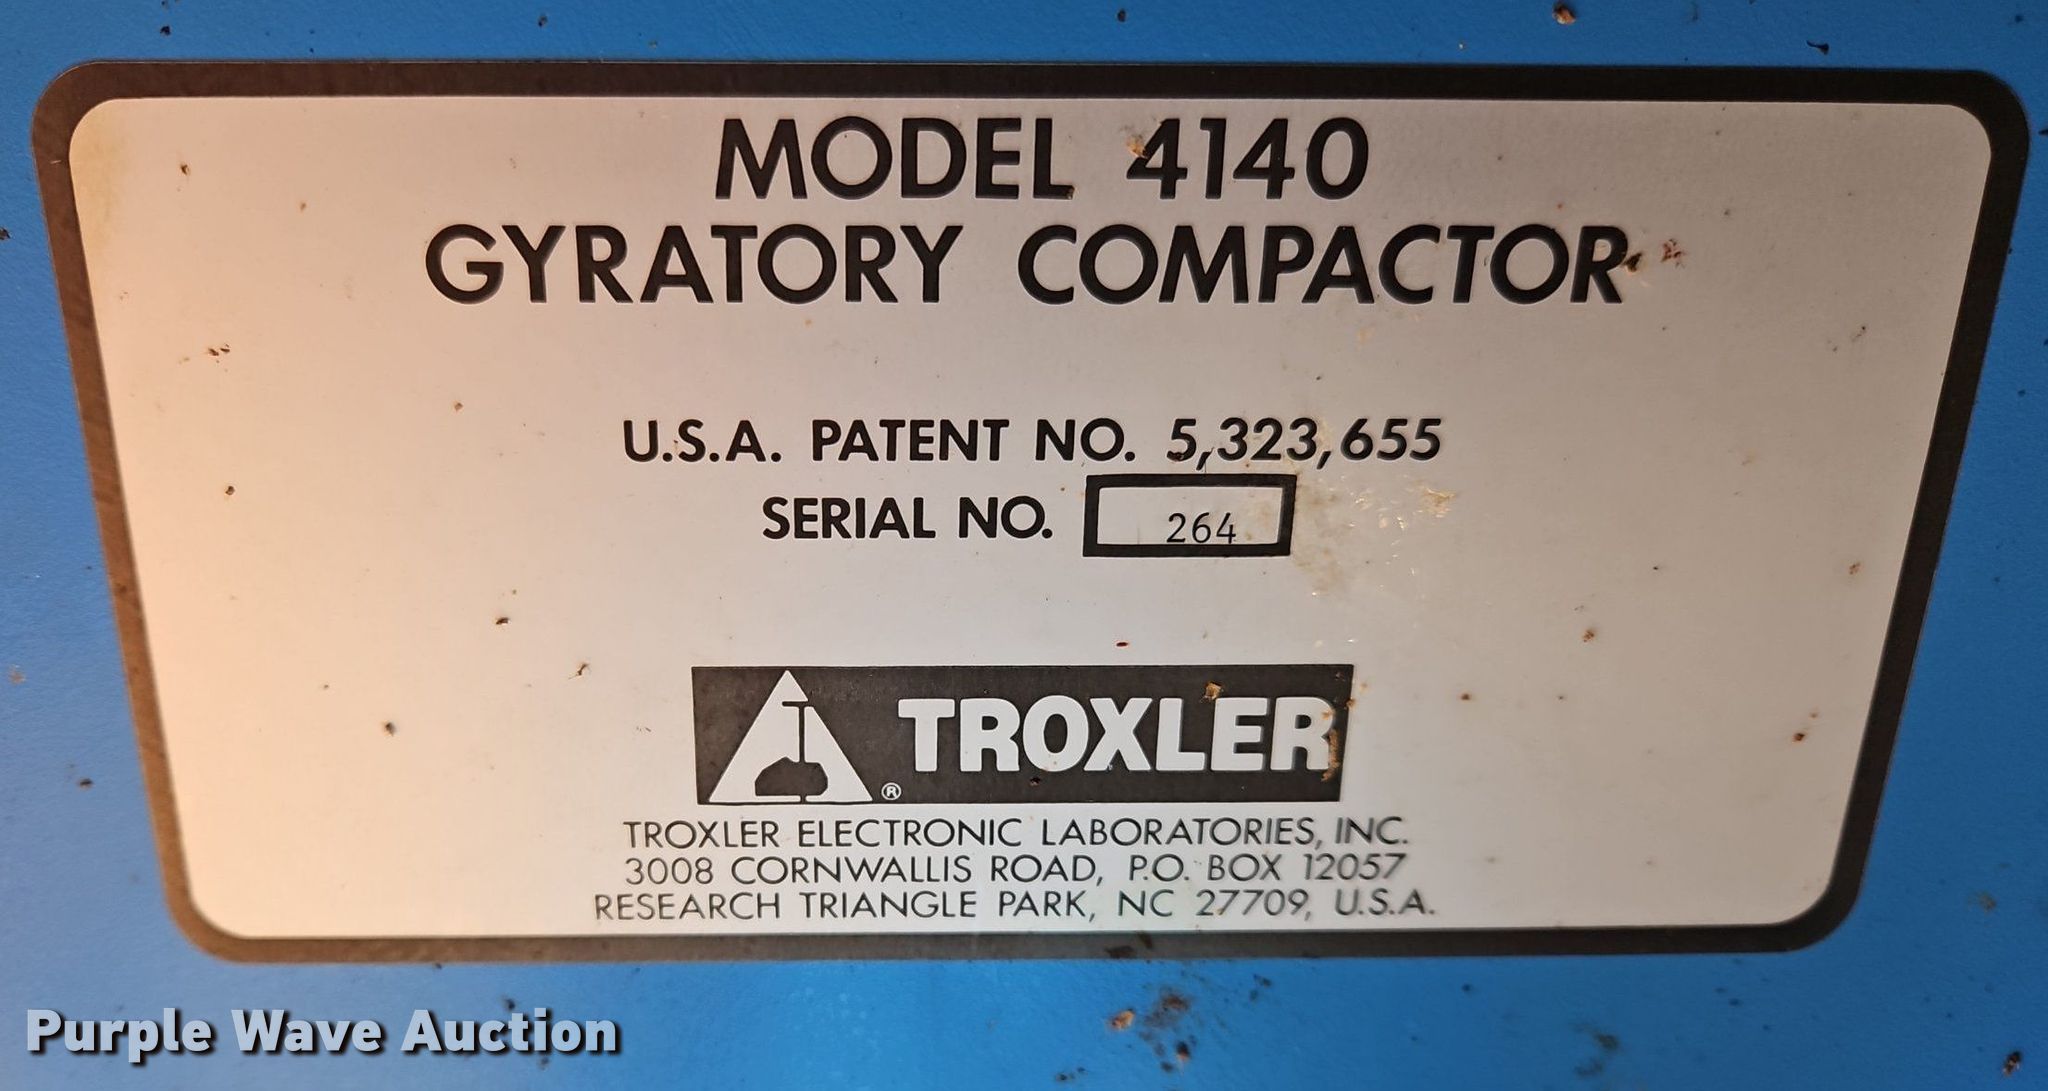 MODEL 4140
GYRATORY COMPACTOR
U.S.A. PATENT NO. 5,323,655
SERIAL NO. 264
TROXLER
®
TROXLER ELECTRONIC LABORATORIES, INC.
3008 CORNWALLIS ROAD, P.O. BOX 12057
RESEARCH TRIANGLE PARK, NC 27709, U.S.A.
Purple Wave Auction